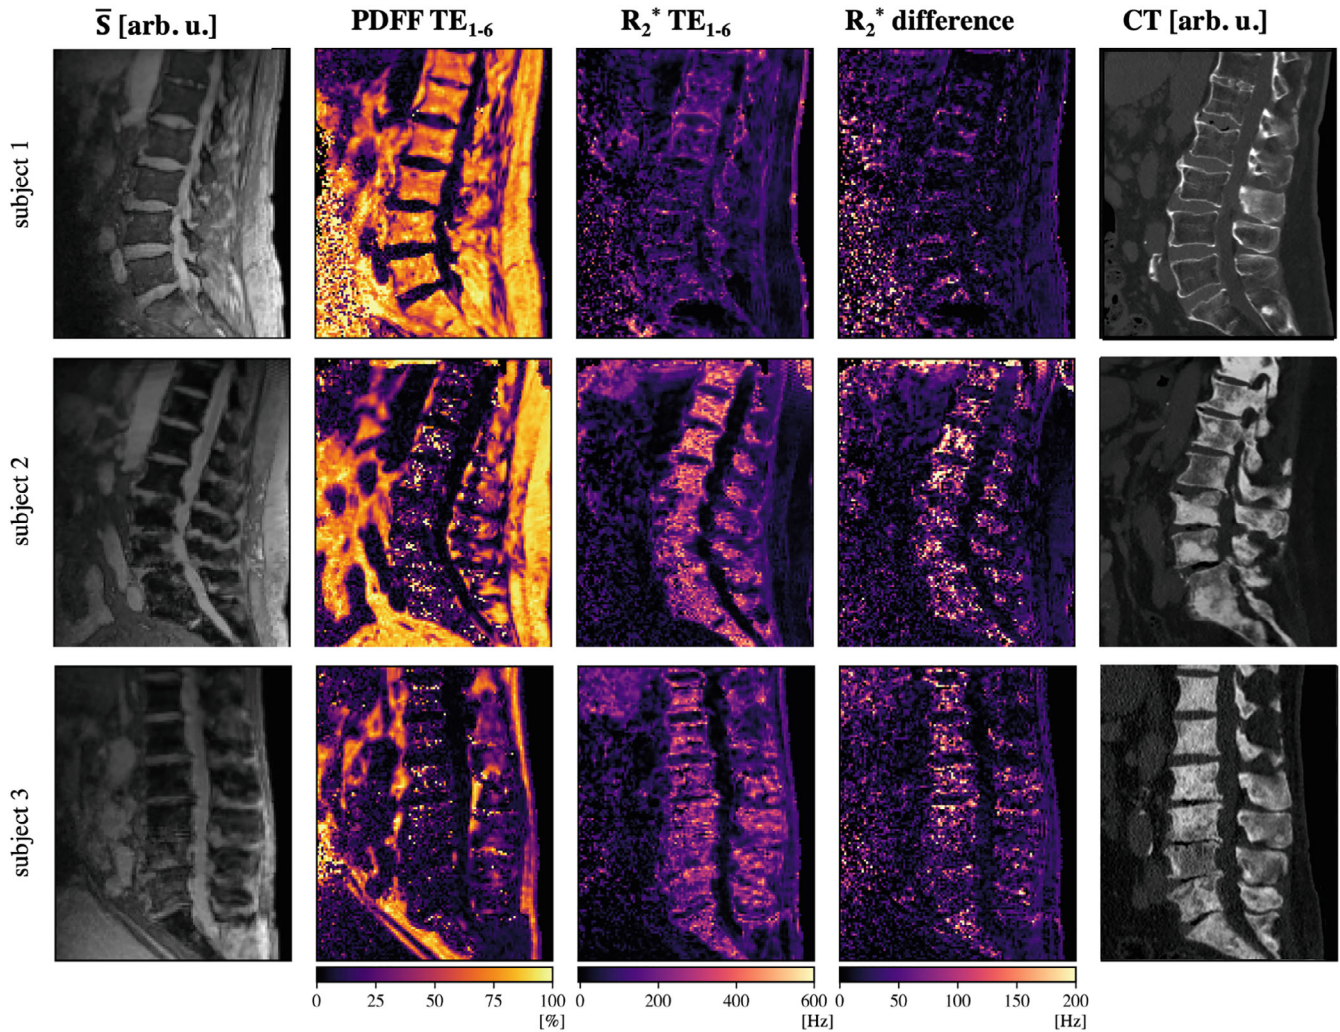 S̅ [arb. u.] PDFF TE₁₋₆ R₂* TE₁₋₆ R₂* difference CT [arb. u.]
subject 1
subject 2
subject 3
0 25 50 75 100 0 200 400 600 0 50 100 150 200
[%] [Hz] [Hz]